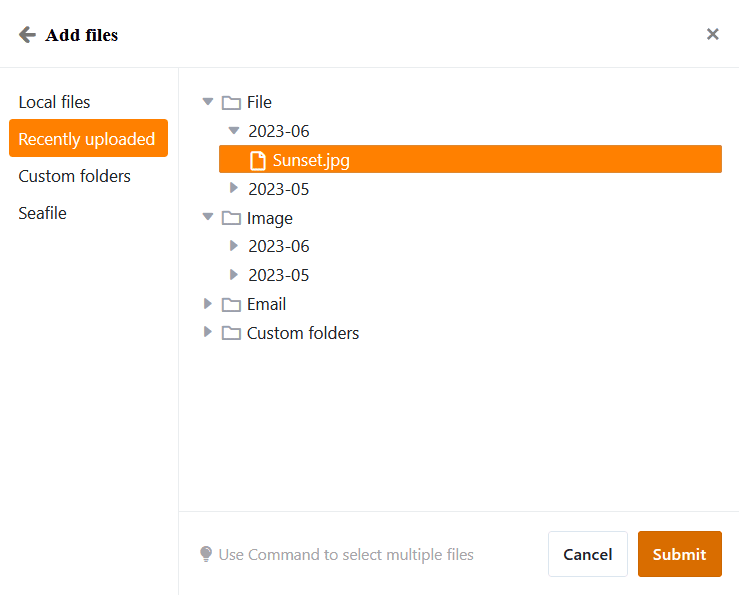 Add files
Local files
Recently uploaded
Custom folders
Seafile
File
2023-06
Sunset.jpg
2023-05
Image
2023-06
2023-05
Email
Custom folders
Use Command to select multiple files
Cancel
Submit